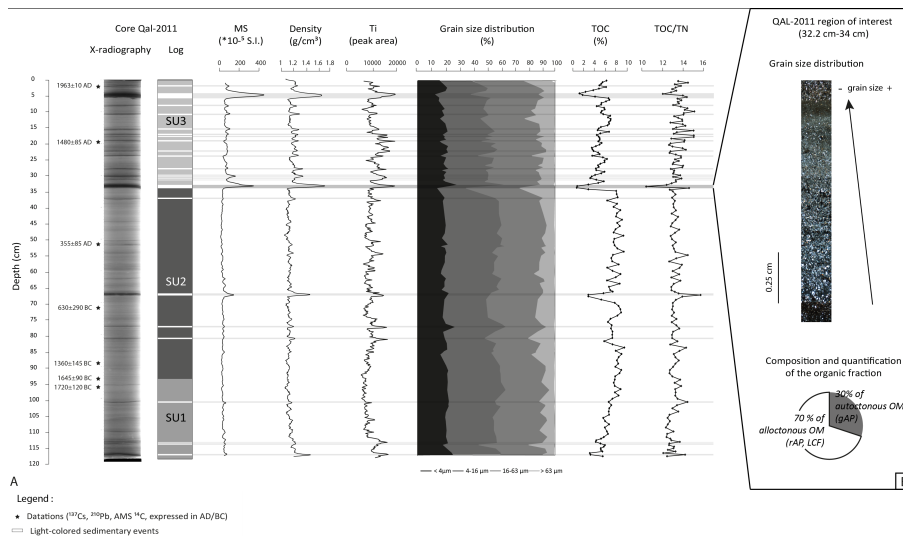 Core Qal-2011
X-radiography
Log
MS
(*10⁻⁵ S.I.)
0 200 400
Density
(g/cm³)
1 1.2 1.4 1.6 1.8
Ti
(peak area)
0 10000 20000
Grain size distribution
(%)
0 10 20 30 40 50 60 70 80 90 100
TOC
(%)
0 2 4 6 8 10
TOC/TN
10 12 14 16
Depth (cm)
0
5
10
15
20
25
30
35
40
45
50
55
60
65
70
75
80
85
90
95
100
105
110
115
120
1963±10 AD
1480±85 AD
355±85 AD
630±290 BC
1360±145 BC
1645±90 BC
1720±120 BC
SU3
SU2
SU1
< 4µm 4-16 µm 16-63 µm > 63 µm
A
Legend :
Datations (¹³⁷Cs, ²¹⁰Pb, AMS ¹⁴C, expressed in AD/BC)
Light-colored sedimentary events
QAL-2011 region of interest
(32.2 cm-34 cm)
Grain size distribution
- grain size +
0.25 cm
Composition and quantification
of the organic fraction
30% of
autoctonous OM
(gAP)
70 % of
alloctonous OM
(rAP, LCF)